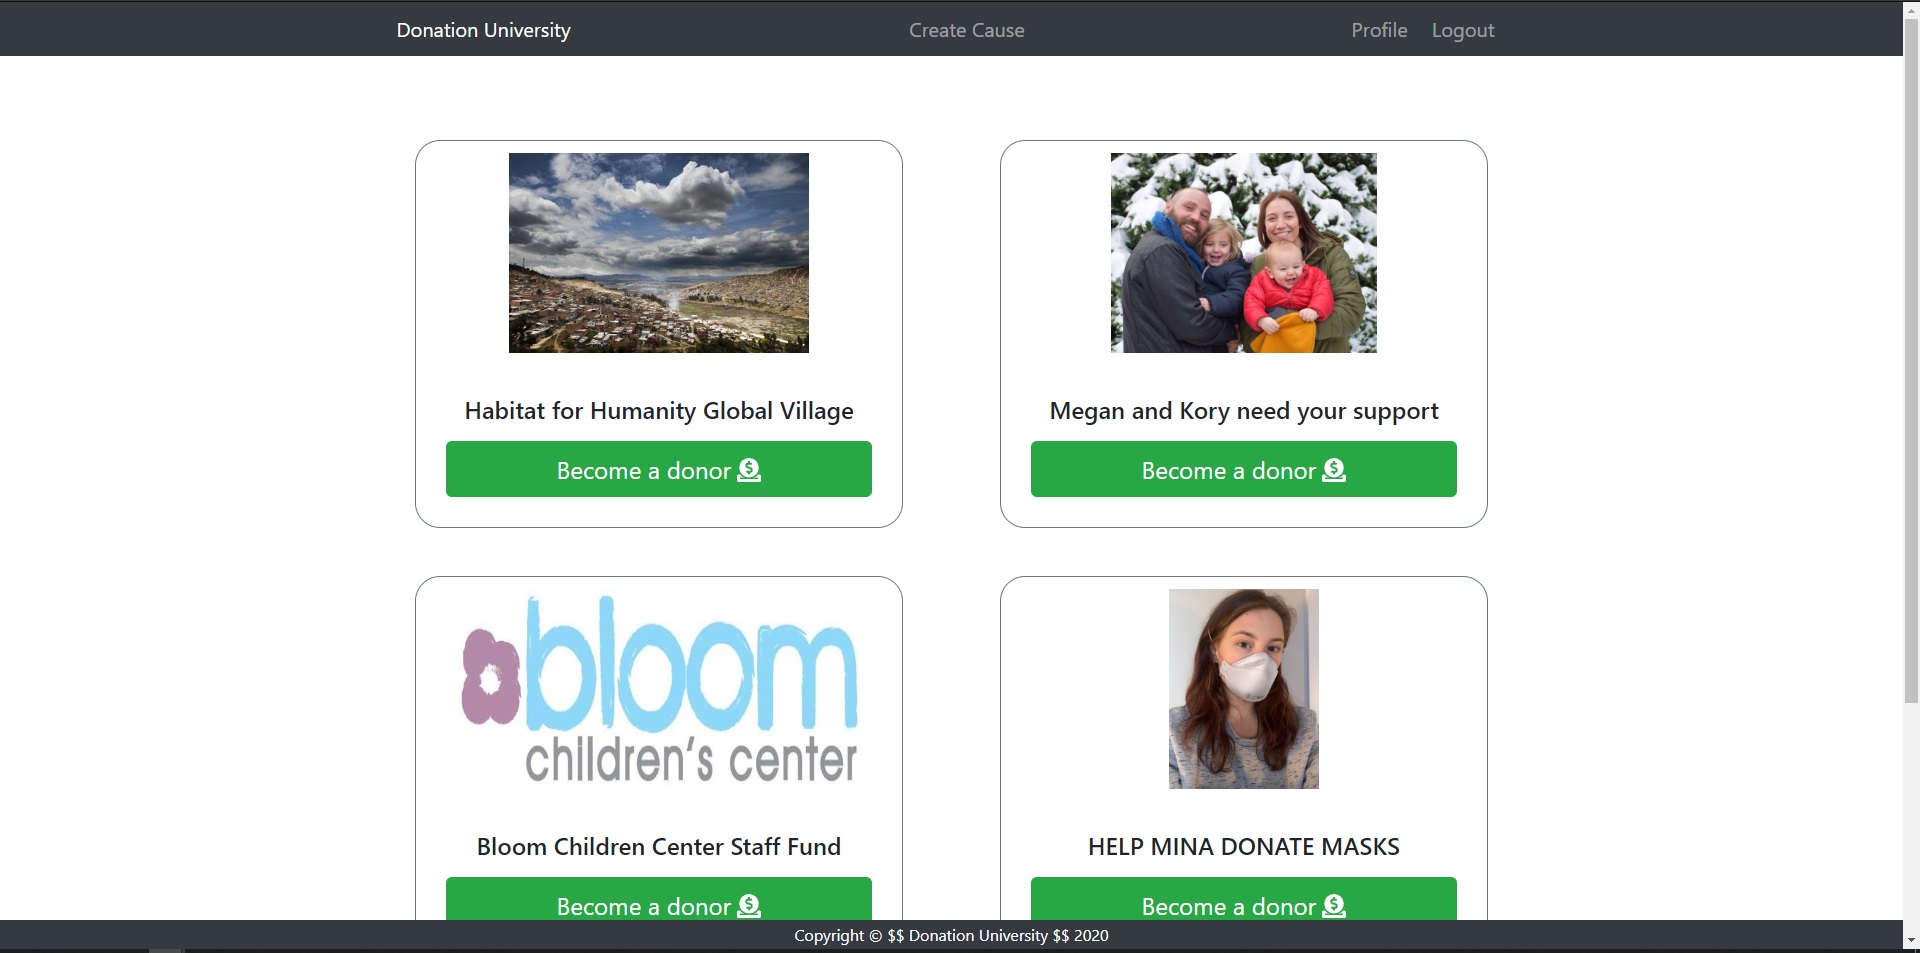 Donation University
Create Cause
Profile
Logout
Habitat for Humanity Global Village
Become a donor
Megan and Kory need your support
Become a donor
bloom
children's center
Bloom Children Center Staff Fund
Become a donor
HELP MINA DONATE MASKS
Become a donor
Copyright © $$ Donation University $$ 2020